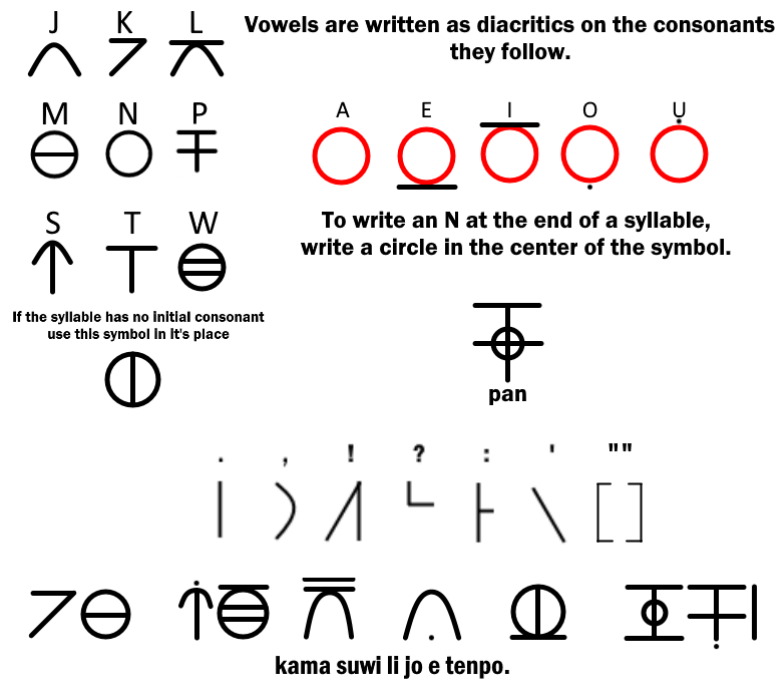 J K L
Vowels are written as diacritics on the consonants
they follow.
M N P
A E I O Ụ
S T W
To write an N at the end of a syllable,
write a circle in the center of the symbol.
If the syllable has no initial consonant
use this symbol in it's place
pan
. , ! ? : ' ""
kama suwi li jo e tenpo.